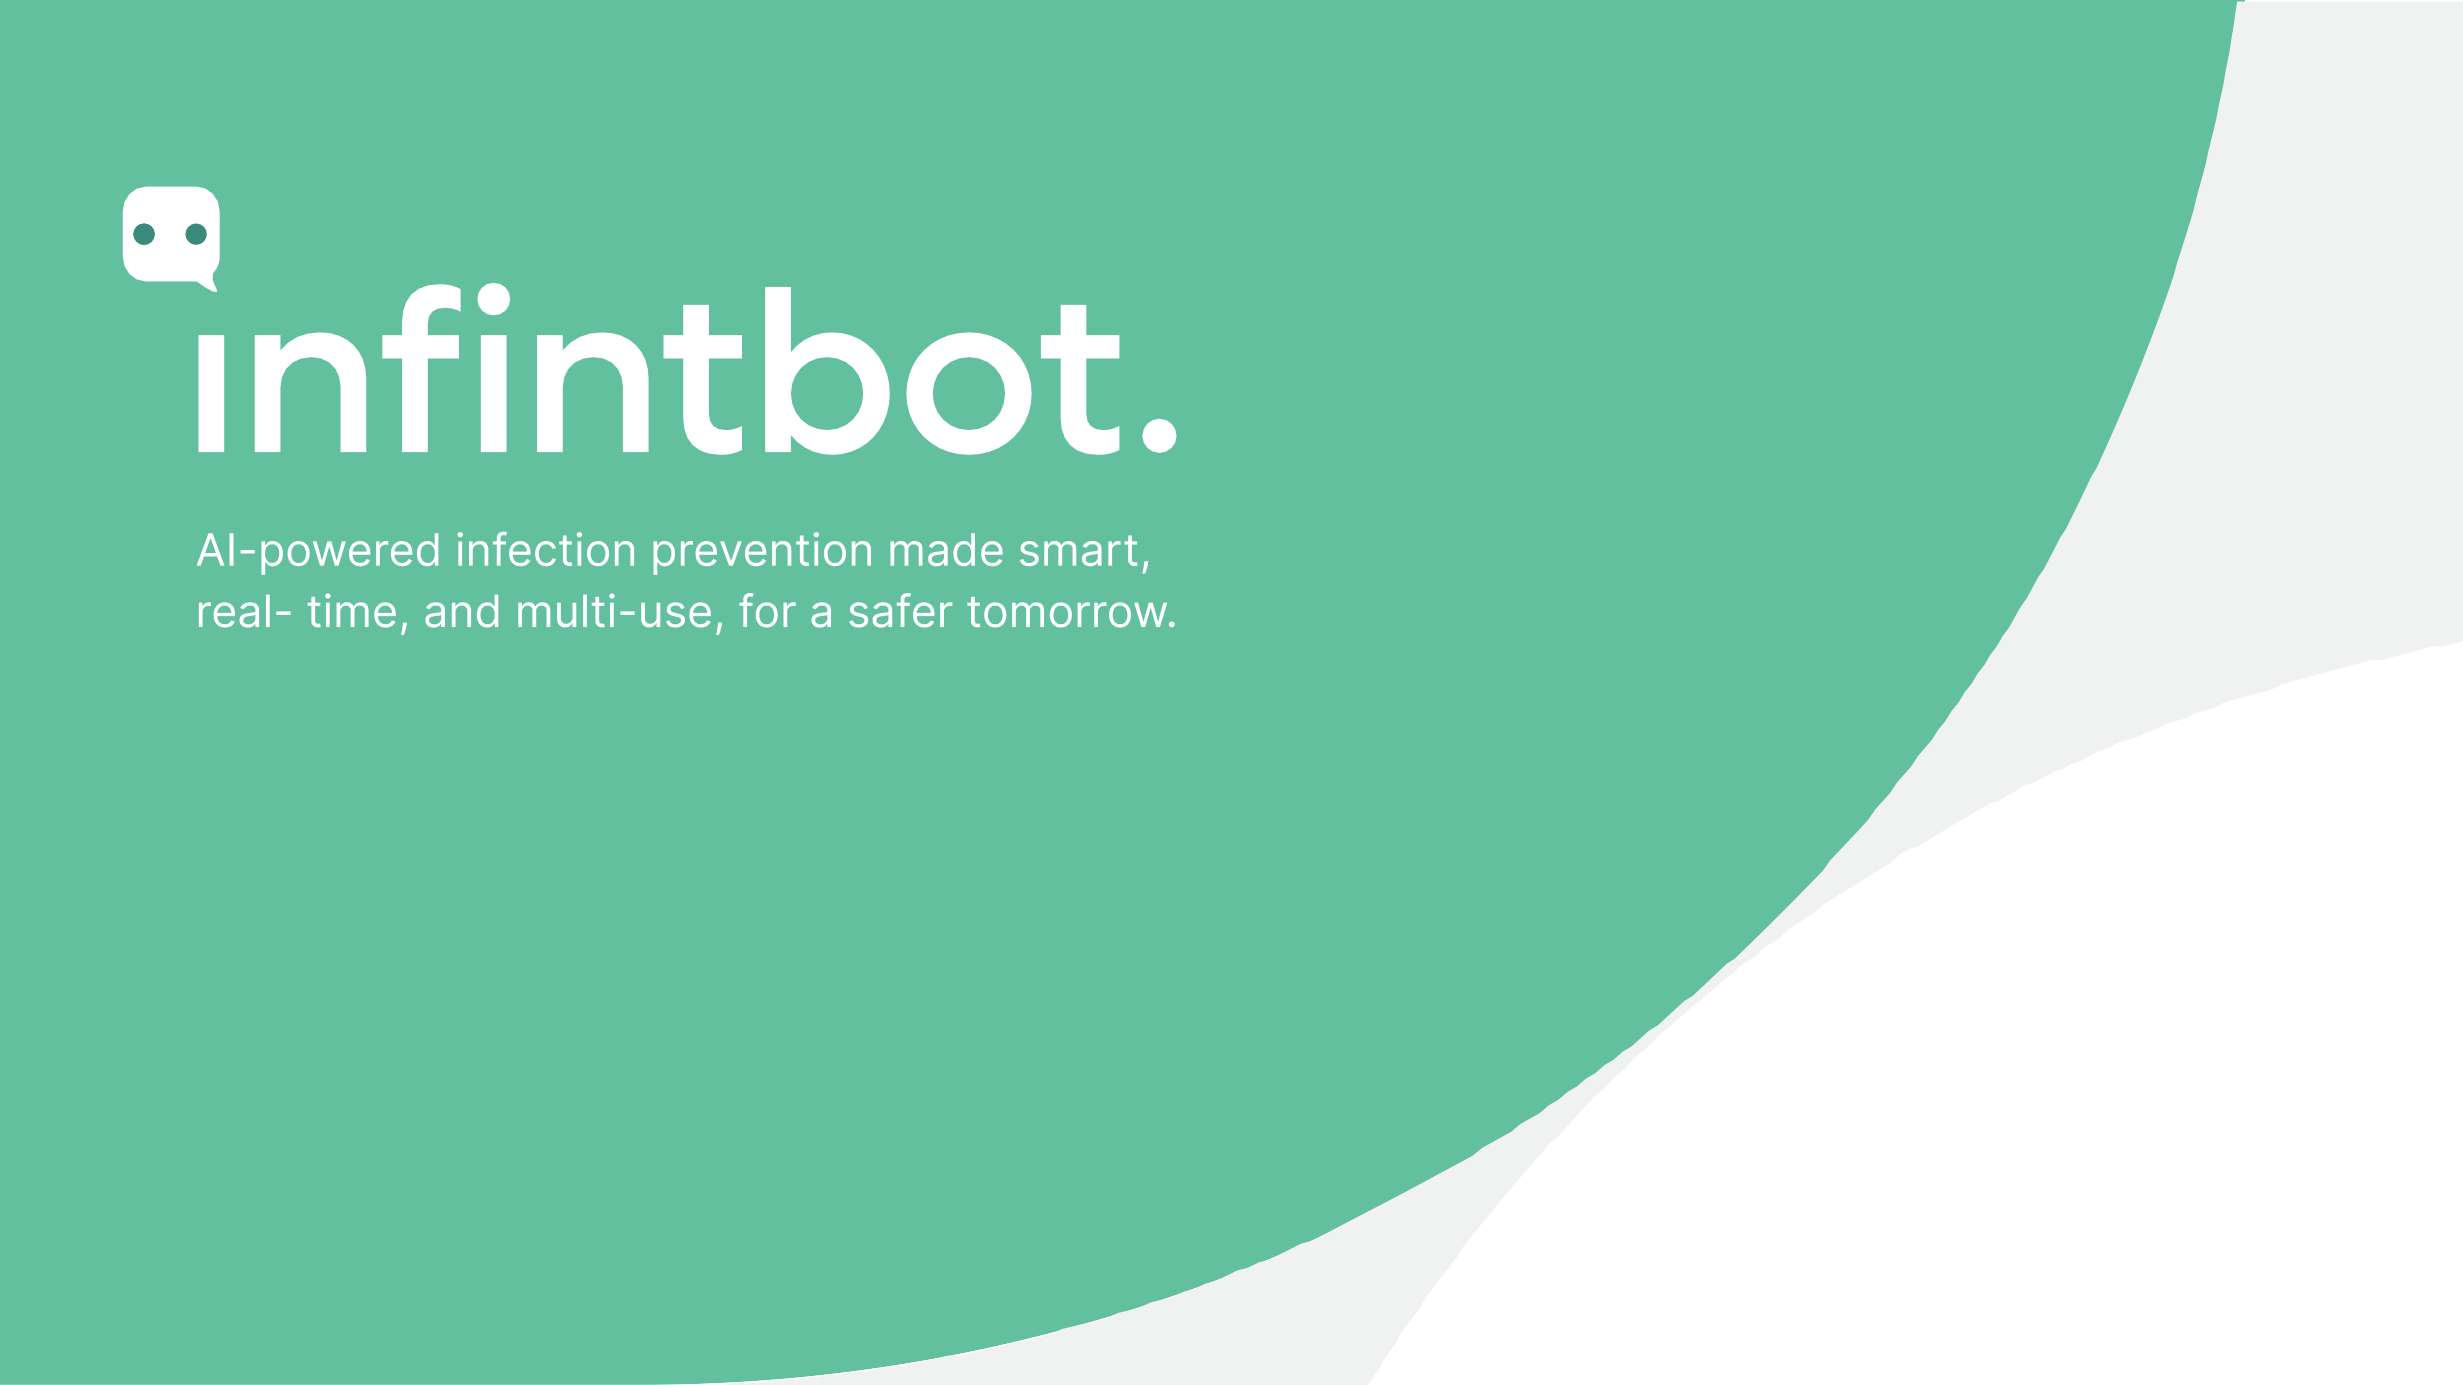 infintbot.
AI-powered infection prevention made smart,
real- time, and multi-use, for a safer tomorrow.